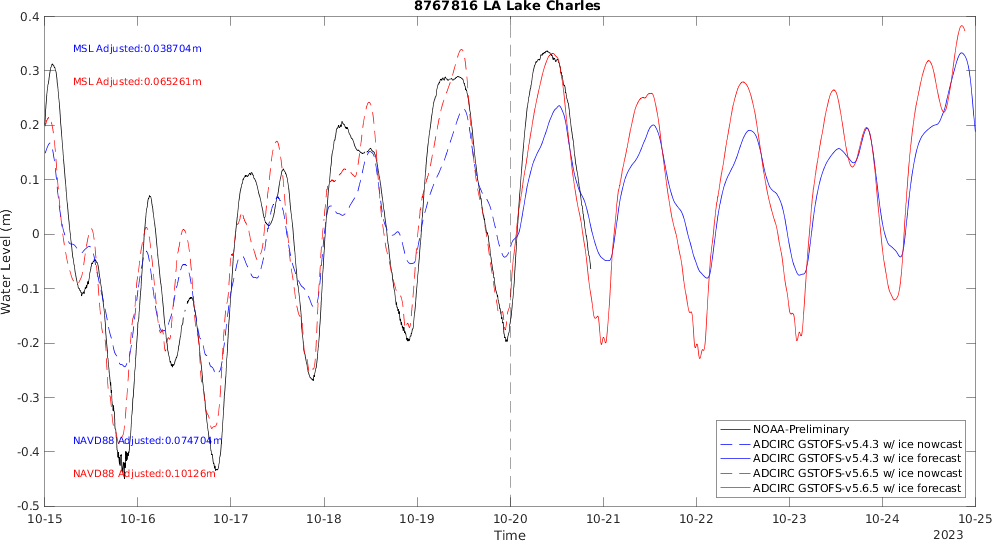 8767816 LA Lake Charles
0.4
0.3
0.2
0.1
0
-0.1
-0.2
-0.3
-0.4
-0.5
Water Level (m)
MSL Adjusted:0.038704m
MSL Adjusted:0.065261m
NAVD88 Adjusted:0.074704m
NAVD88 Adjusted:0.10126m
NOAA-Preliminary
ADCIRC GSTOFS-v5.4.3 w/ ice nowcast
ADCIRC GSTOFS-v5.4.3 w/ ice forecast
ADCIRC GSTOFS-v5.6.5 w/ ice nowcast
ADCIRC GSTOFS-v5.6.5 w/ ice forecast
10-15 10-16 10-17 10-18 10-19 10-20 10-21 10-22 10-23 10-24 10-25
Time
2023